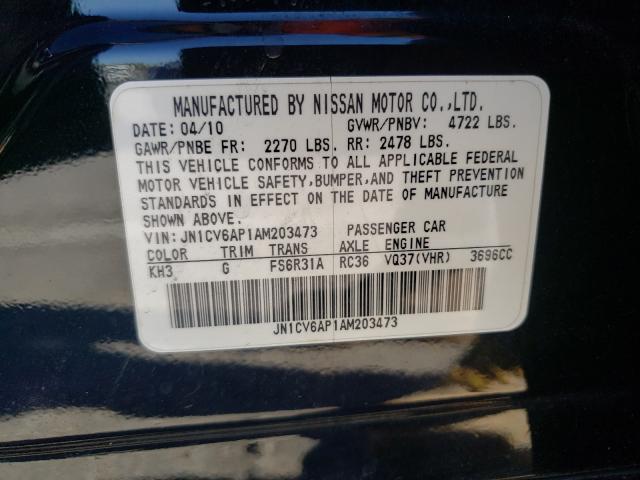 MANUFACTURED BY NISSAN MOTOR CO.,LTD.
DATE: 04/10 GVWR/PNBV: 4722 LBS.
GAWR/PNBE FR: 2270 LBS. RR: 2478 LBS.
THIS VEHICLE CONFORMS TO ALL APPLICABLE FEDERAL
MOTOR VEHICLE SAFETY,BUMPER,AND THEFT PREVENTION
STANDARDS IN EFFECT ON THE DATE OF MANUFACTURE
SHOWN ABOVE.
VIN: JN1CV6AP1AM203473 PASSENGER CAR
COLOR TRIM TRANS AXLE ENGINE
KH3 G FS6R31A RC36 VQ37(VHR) 3696CC
JN1CV6AP1AM203473